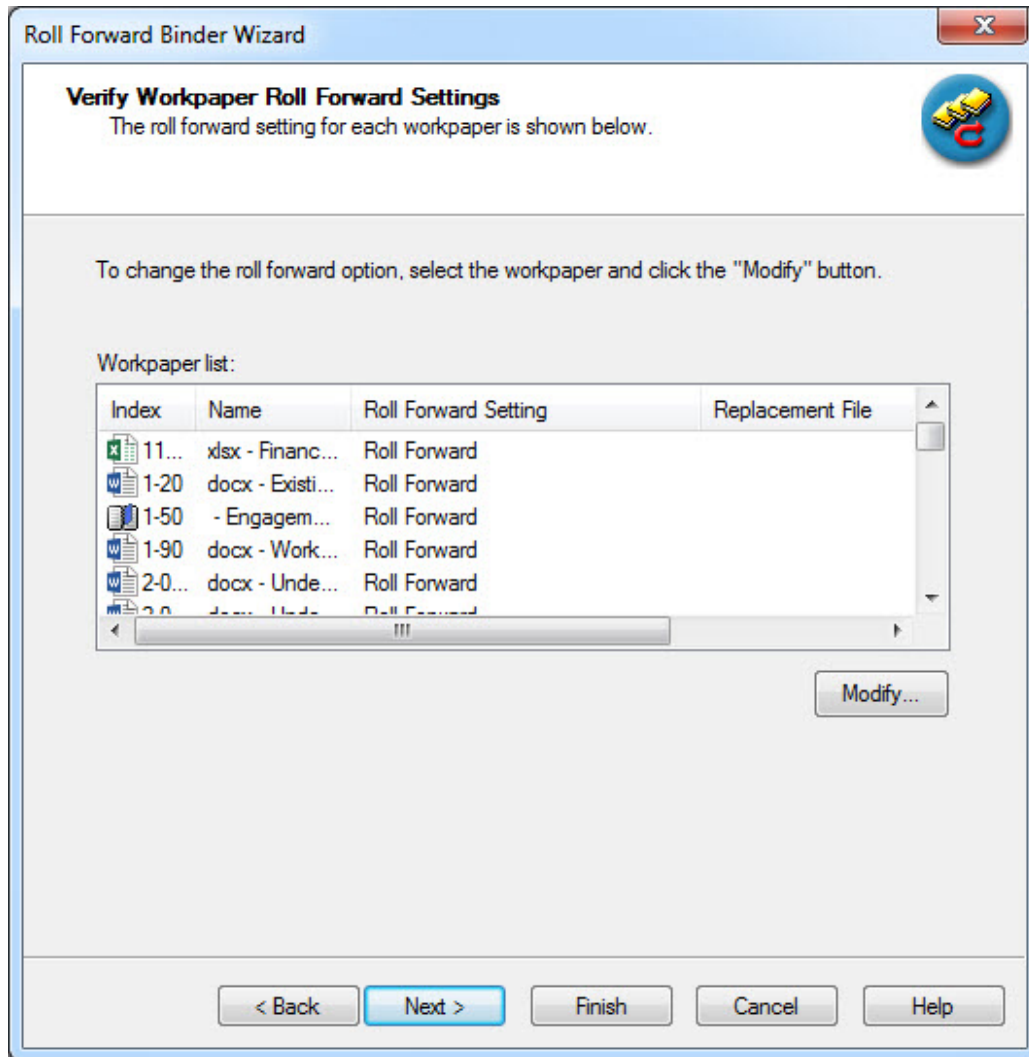 Roll Forward Binder Wizard
Verify Workpaper Roll Forward Settings
The roll forward setting for each workpaper is shown below.
To change the roll forward option, select the workpaper and click the "Modify" button.
Workpaper list:
Index Name Roll Forward Setting Replacement File
11... xlsx - Financ... Roll Forward
1-20 docx - Existi... Roll Forward
1-50 - Engagem... Roll Forward
1-90 docx - Work... Roll Forward
2-0... docx - Unde... Roll Forward
Modify...
< Back Next > Finish Cancel Help